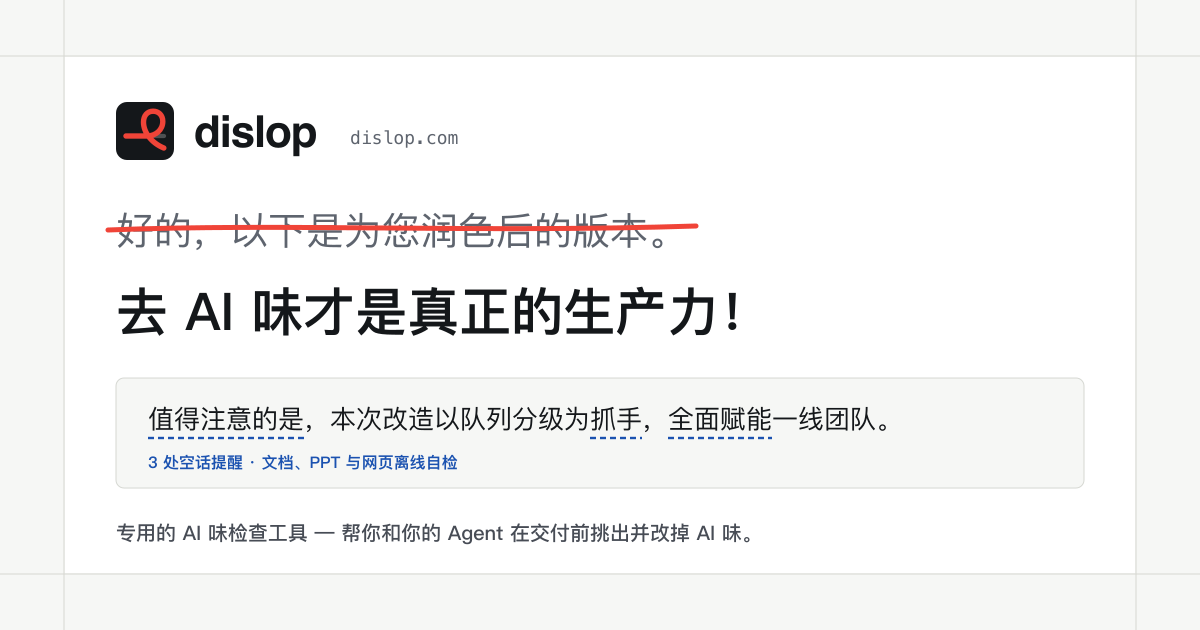 dislop
dislop.com
好的，以下是为您润色后的版本。
去 AI 味才是真正的生产力！
值得注意的是，本次改造以队列分级为抓手，全面赋能一线团队。
3 处空话提醒 · 文档、PPT 与网页离线自检
专用的 AI 味检查工具 — 帮你和你的 Agent 在交付前挑出并改掉 AI 味。